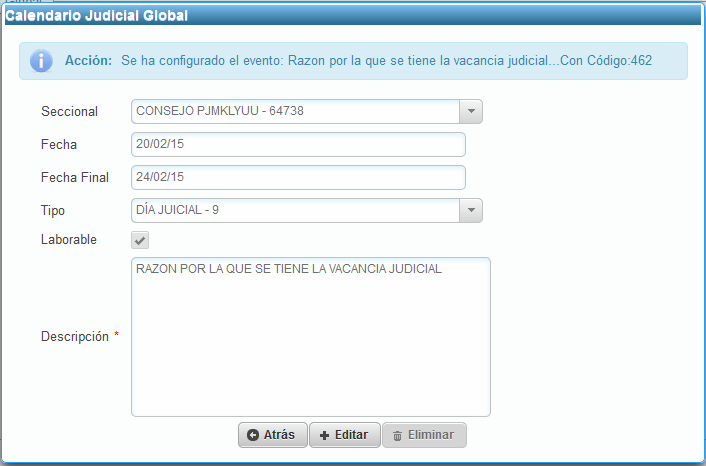 Calendario Judicial Global
Acción: Se ha configurado el evento: Razon por la que se tiene la vacancia judicial...Con Código:462
Seccional CONSEJO PJMKLYUU - 64738
Fecha 20/02/15
Fecha Final 24/02/15
Tipo DÍA JUICIAL - 9
Laborable
RAZON POR LA QUE SE TIENE LA VACANCIA JUDICIAL
Descripción *
Atrás Editar Eliminar